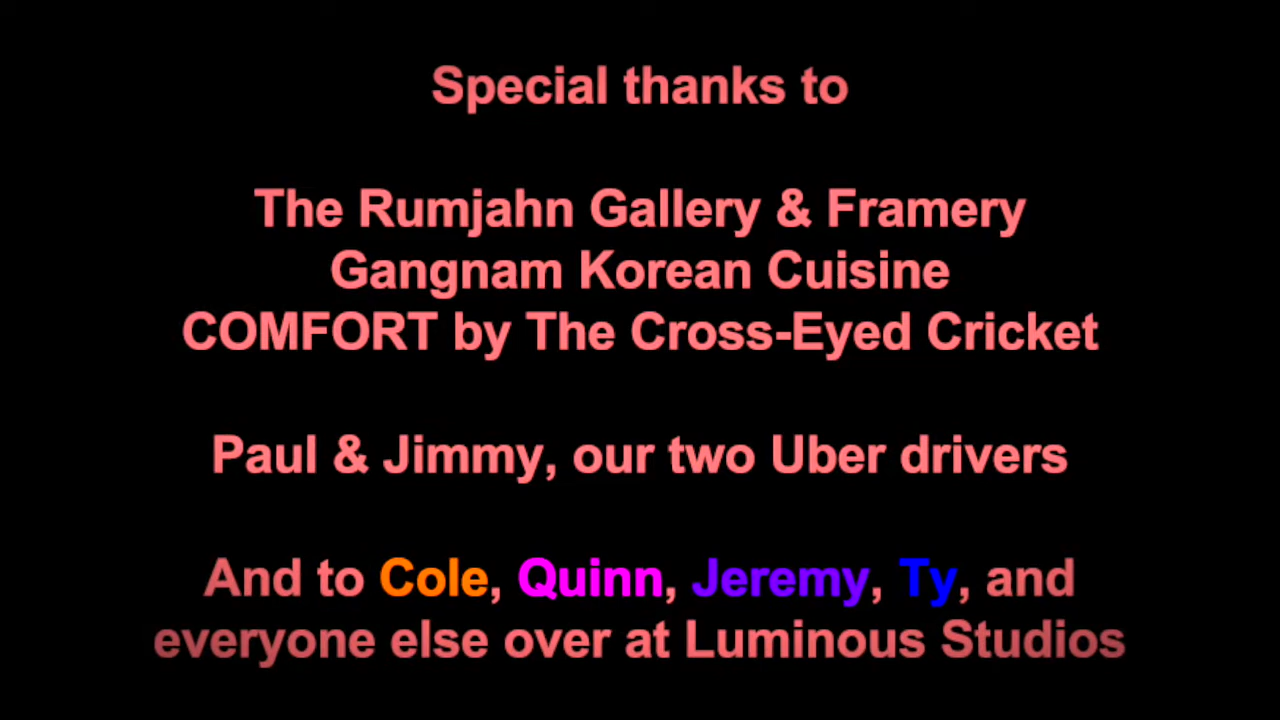 Special thanks to
The Rumjahn Gallery & Framery
Gangnam Korean Cuisine
COMFORT by The Cross-Eyed Cricket
Paul & Jimmy, our two Uber drivers
And to Cole, Quinn, Jeremy, Ty, and
everyone else over at Luminous Studios